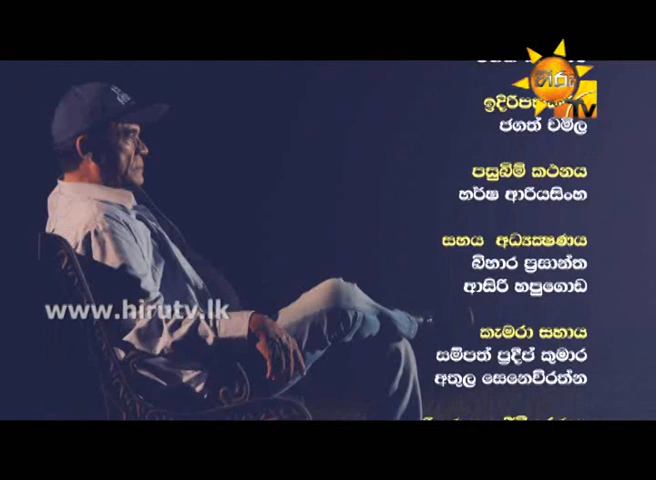 හිරු
TV
ජගත් චමිල
පසුබිම් කථනය
හර්ෂ ආරියසිංහ
සහය අධ්‍යක්ෂණය
විහාර ප්‍රසාන්ත
ආසිරි හපුගොඩ
www.hirutv.lk
කැමරා සහාය
සම්පත් ප්‍රදීප් කුමාර
අතුල සෙනෙවිරත්න